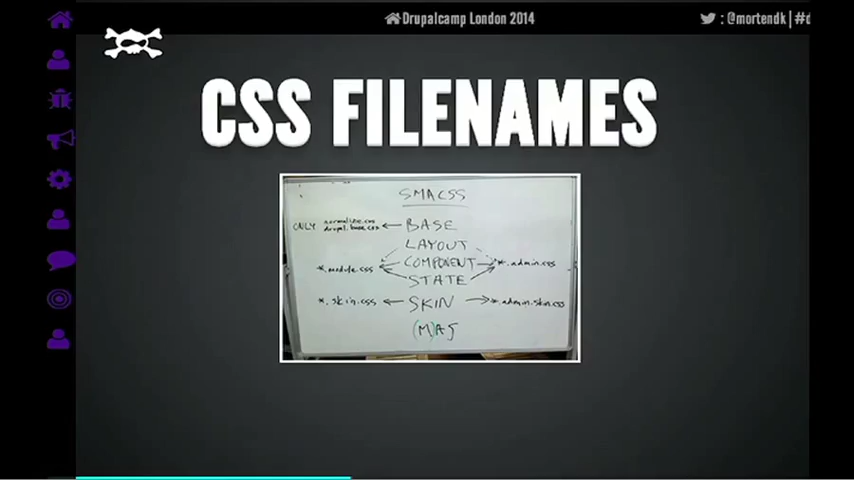 Drupalcamp London 2014
: @mortendk | #d
CSS FILENAMES
SMACSS
ONLY normalize.css
drupal.base.css
BASE
LAYOUT
*.module.css COMPONENT *.admin.css
STATE
*.skin.css SKIN *.admin-skin.css
(M)AS